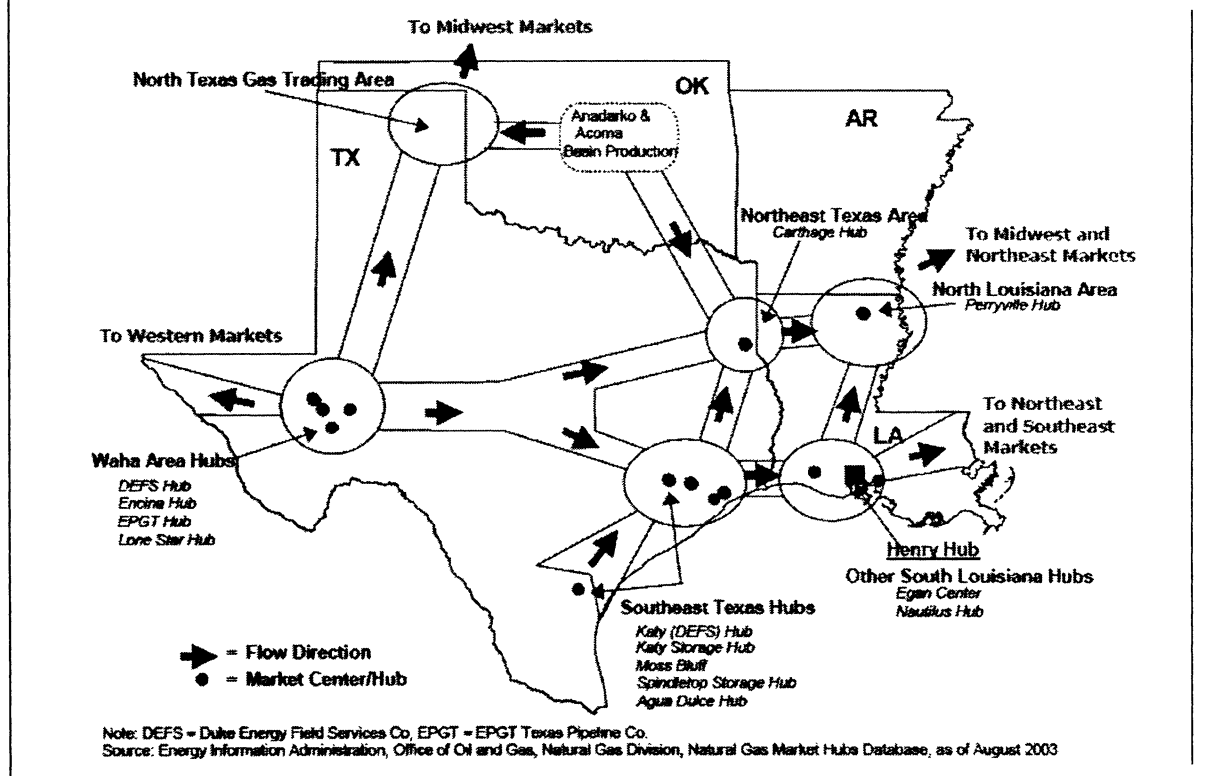 To Midwest Markets
North Texas Gas Trading Area
OK
Anadarko &
Acoma
Basin Production
AR
TX
Northeast Texas Area
Carthage Hub
To Midwest and
Northeast Markets
North Louisiana Area
Perryville Hub
To Western Markets
To Northeast
and Southeast
Markets
LA
Waha Area Hubs
DEFS Hub
Encina Hub
EPGT Hub
Lone Star Hub
Henry Hub
Other South Louisiana Hubs
Egan Center
Nautilus Hub
Southeast Texas Hubs
Katy (DEFS) Hub
Katy Storage Hub
Moss Bluff
Spindletop Storage Hub
Agua Dulce Hub
= Flow Direction
= Market Center/Hub
Note: DEFS = Duke Energy Field Services Co, EPGT = EPGT Texas Pipeline Co.
Source: Energy Information Administration, Office of Oil and Gas, Natural Gas Division, Natural Gas Market Hubs Database, as of August 2003